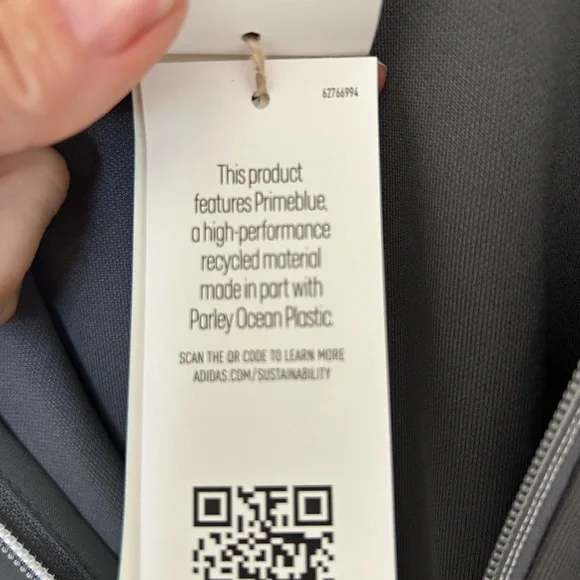 62766994
This product
features Primeblue,
a high-performance
recycled material
made in part with
Parley Ocean Plastic.
SCAN THE QR CODE TO LEARN MORE
ADIDAS.COM/SUSTAINABILITY